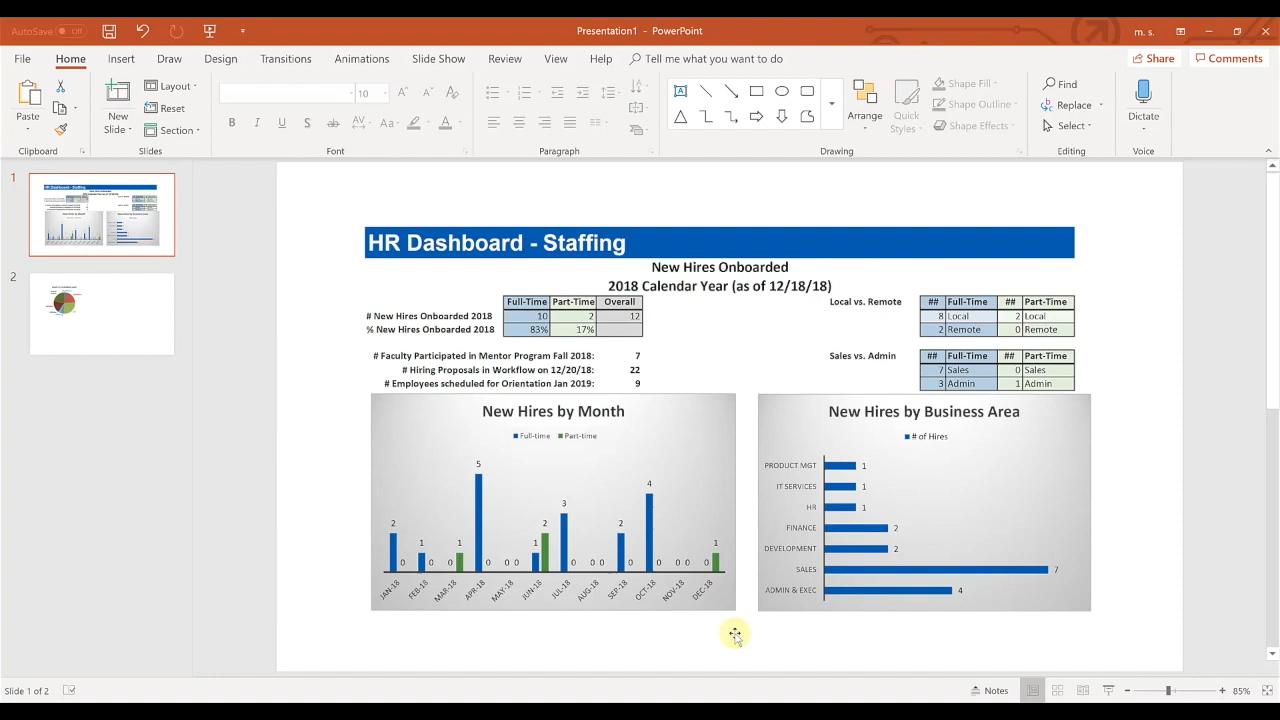 AutoSave Off
Presentation1 - PowerPoint
m. s.
File Home Insert Draw Design Transitions Animations Slide Show Review View Help Tell me what you want to do
Share Comments
Paste
New
Slide
Layout
Reset
Section
10
Arrange
Quick
Styles
Shape Fill
Shape Outline
Shape Effects
Find
Replace
Select
Dictate
Clipboard Slides Font Paragraph Drawing Editing Voice
1
HR Dashboard - Staffing
2
HR Dashboard - Staffing
New Hires Onboarded
2018 Calendar Year (as of 12/18/18)
Full-Time Part-Time Overall
# New Hires Onboarded 2018 10 2 12
% New Hires Onboarded 2018 83% 17%
Local vs. Remote ## Full-Time ## Part-Time
8 Local 2 Local
2 Remote 0 Remote
# Faculty Participated in Mentor Program Fall 2018: 7
# Hiring Proposals in Workflow on 12/20/18: 22
# Employees scheduled for Orientation Jan 2019: 9
Sales vs. Admin ## Full-Time ## Part-Time
7 Sales 0 Sales
3 Admin 1 Admin
New Hires by Month
Full-time Part-time
2 0 1 0 1 5 0 0 0 1 2 3 0 0 0 2 0 4 0 0 0 0 1
JAN-18 FEB-18 MAR-18 APR-18 MAY-18 JUN-18 JUL-18 AUG-18 SEP-18 OCT-18 NOV-18 DEC-18
New Hires by Business Area
# of Hires
PRODUCT MGT 1
IT SERVICES 1
HR 1
FINANCE 2
DEVELOPMENT 2
SALES 7
ADMIN & EXEC 4
Slide 1 of 2
Notes
85%